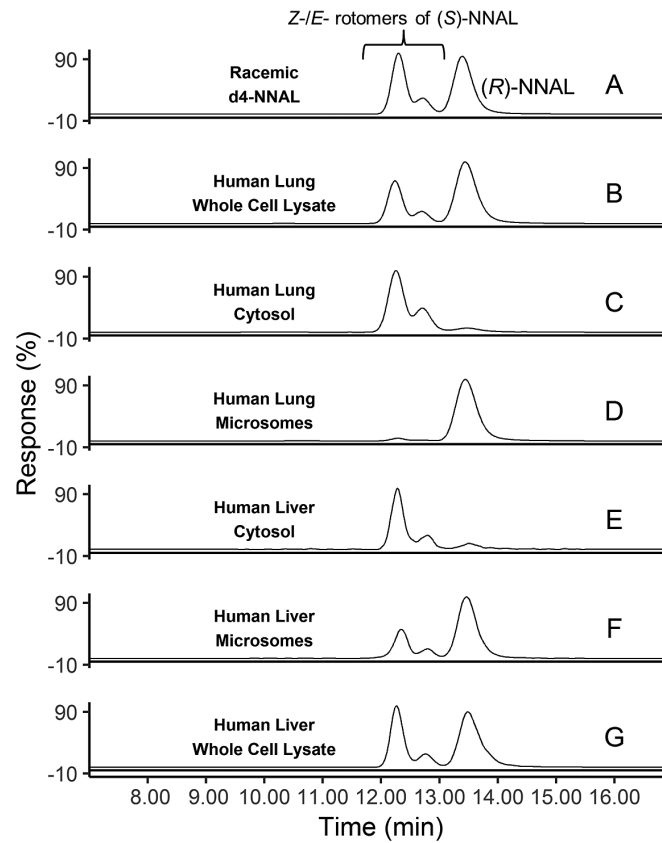 Z-/E- rotomers of (S)-NNAL
90
-10
Racemic
d4-NNAL
(R)-NNAL
A
90
-10
Human Lung
Whole Cell Lysate
B
90
-10
Human Lung
Cytosol
C
90
-10
Human Lung
Microsomes
D
90
-10
Human Liver
Cytosol
E
90
-10
Human Liver
Microsomes
F
90
-10
Human Liver
Whole Cell Lysate
G
Response (%)
8.00 9.00 10.00 11.00 12.00 13.00 14.00 15.00 16.00
Time (min)